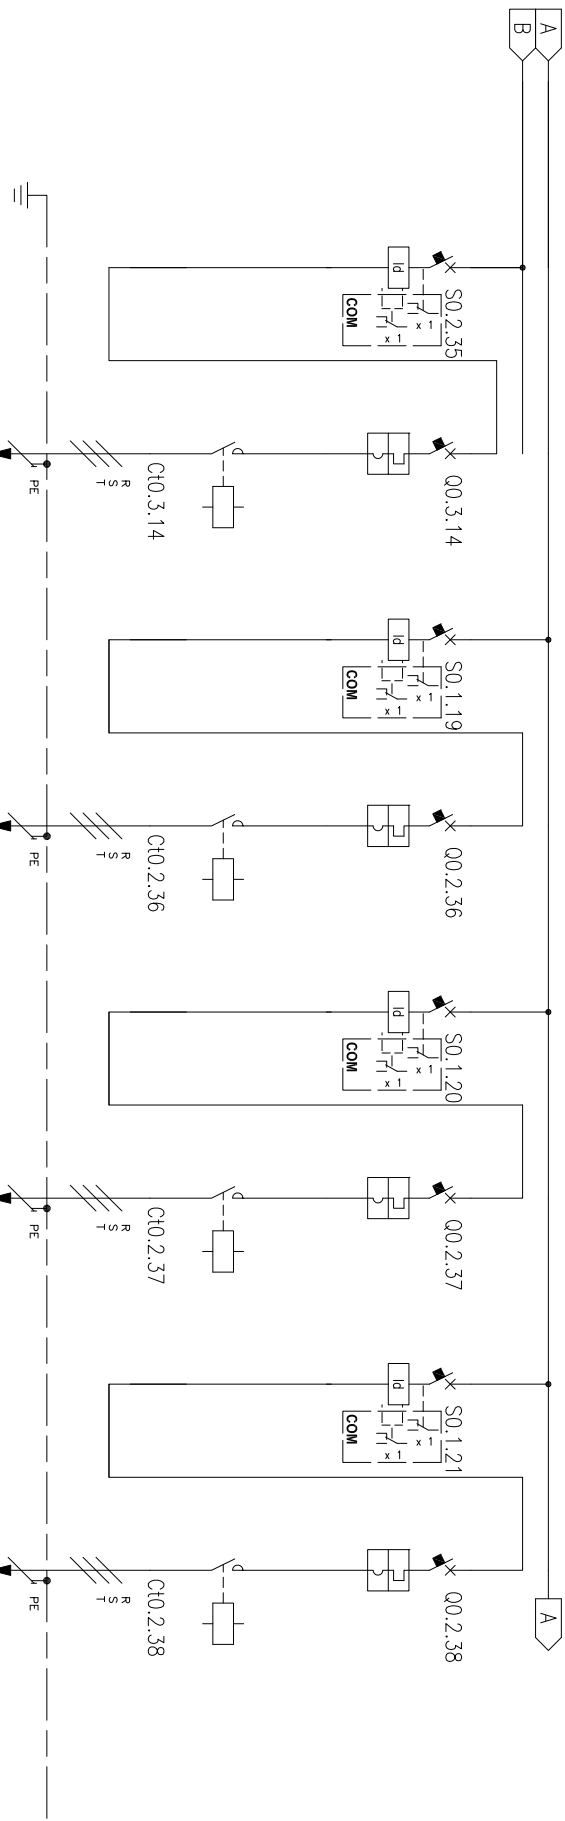 A
B
S0.2.35
Id
x 1
x 1
COM
Q0.3.14
Ct0.3.14
R
S
T
PE
S0.1.19
Id
x 1
x 1
COM
Q0.2.36
Ct0.2.36
R
S
T
PE
S0.1.20
Id
x 1
x 1
COM
Q0.2.37
Ct0.2.37
R
S
T
PE
S0.1.21
Id
x 1
x 1
COM
Q0.2.38
Ct0.2.38
R
S
T
PE
A